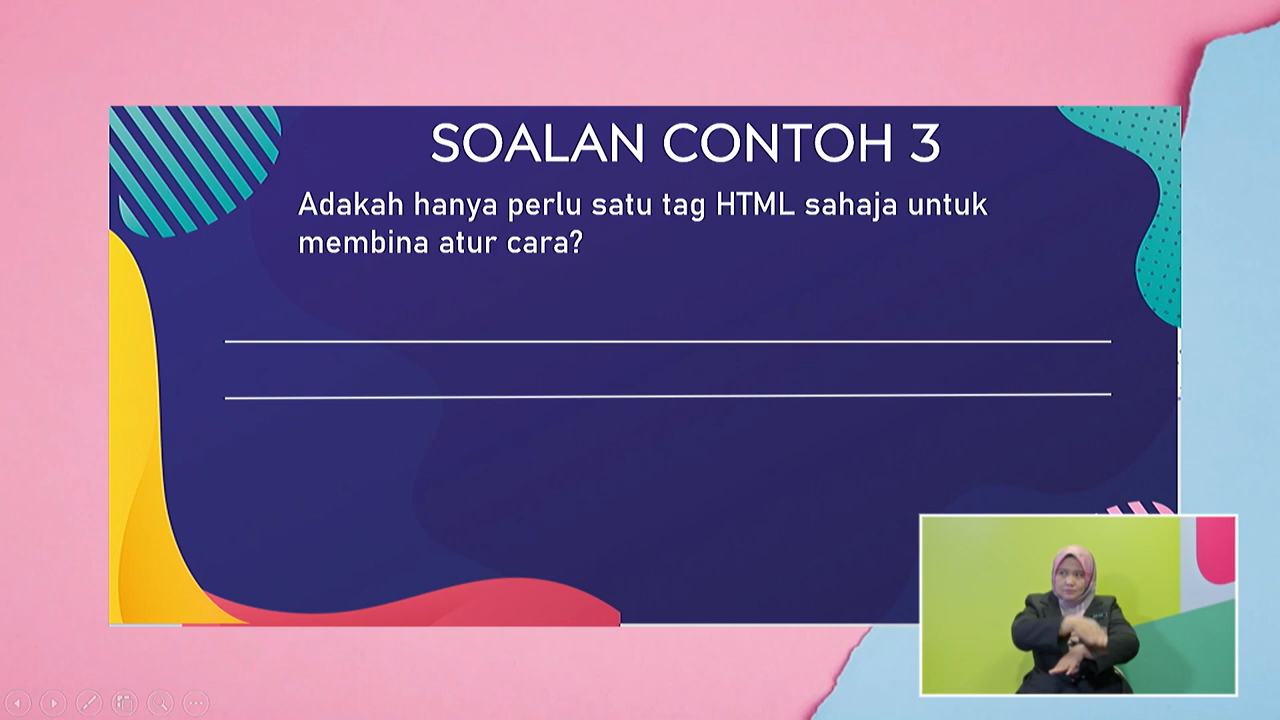 SOALAN CONTOH 3
Adakah hanya perlu satu tag HTML sahaja untuk
membina atur cara?